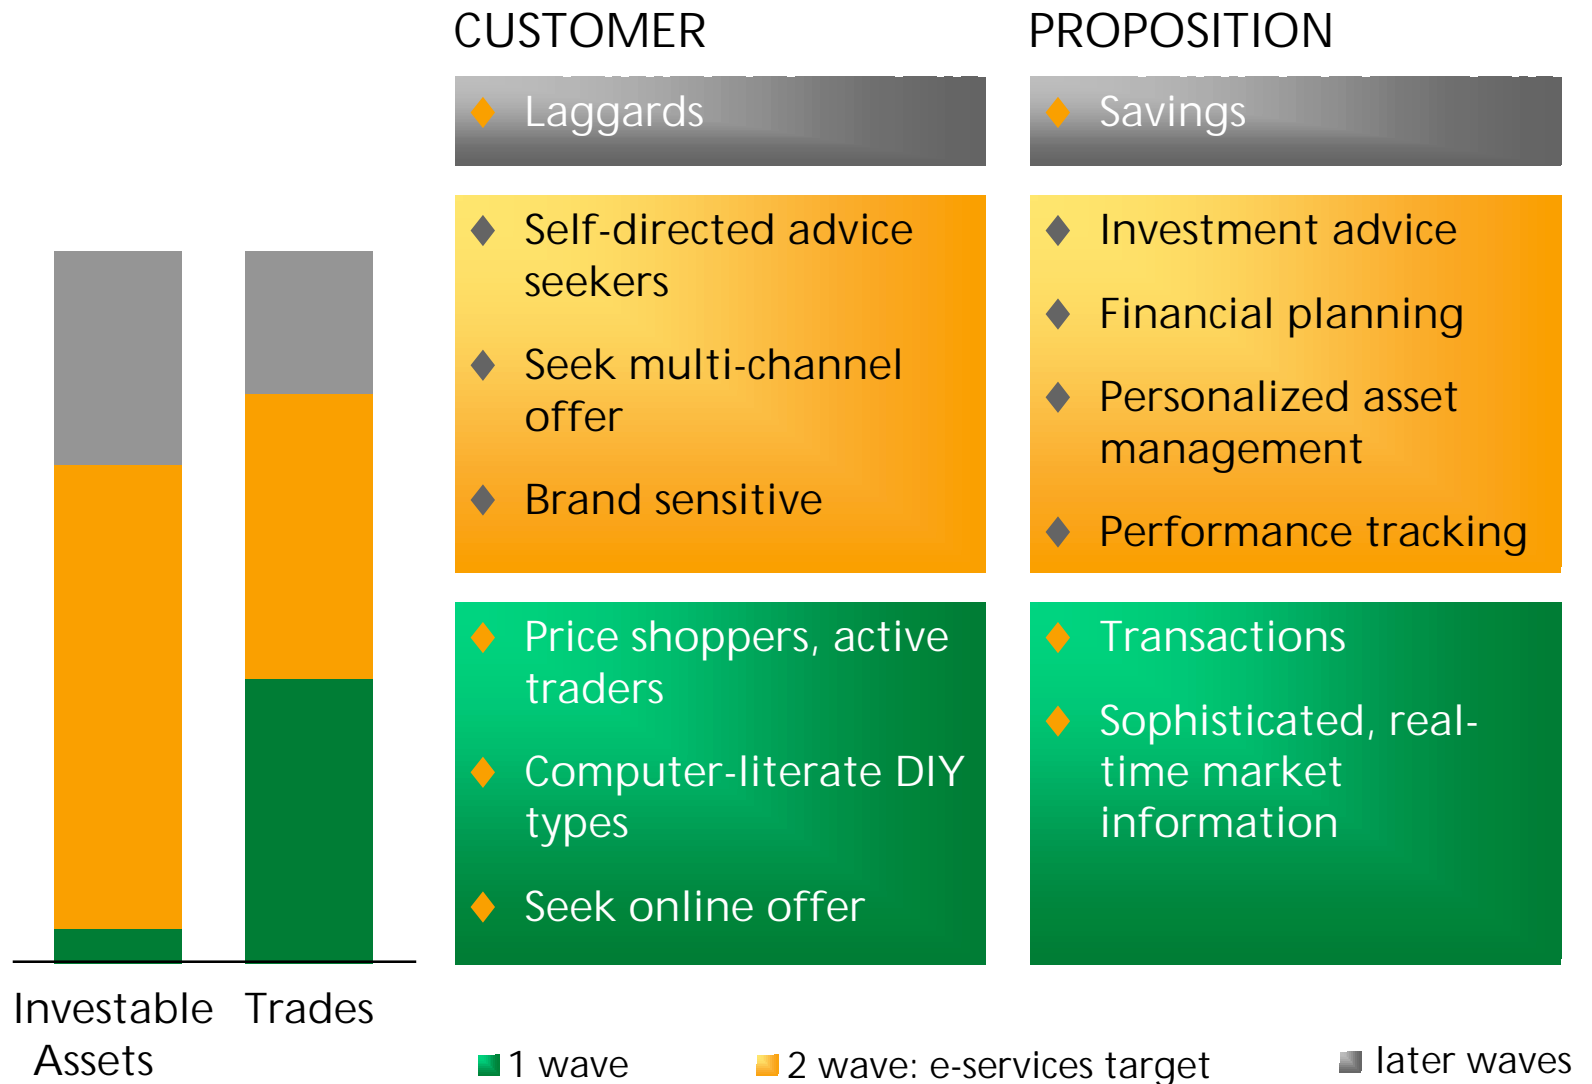 CUSTOMER
Laggards
Self-directed advice
seekers
Seek multi-channel
offer
Brand sensitive
Price shoppers, active
traders
Computer-literate DIY
types
Seek online offer
PROPOSITION
Savings
Investment advice
Financial planning
Personalized asset
management
Performance tracking
Transactions
Sophisticated, real-
time market
information
Investable
Assets
Trades
1 wave
2 wave: e-services target
later waves